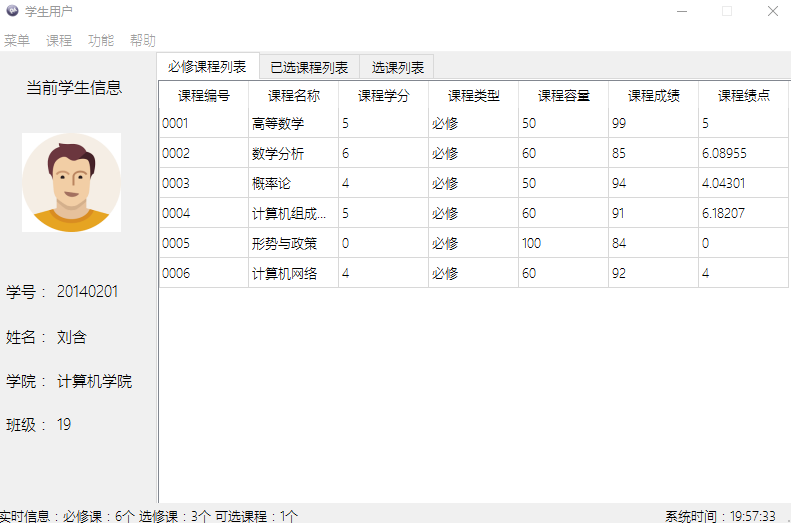 学生用户
菜单 课程 功能 帮助
当前学生信息
学号： 20140201
姓名： 刘含
学院： 计算机学院
班级： 19
必修课程列表 已选课程列表 选课列表
课程编号 课程名称 课程学分 课程类型 课程容量 课程成绩 课程绩点
0001 高等数学 5 必修 50 99 5
0002 数学分析 6 必修 60 85 6.08955
0003 概率论 4 必修 50 94 4.04301
0004 计算机组成... 5 必修 60 91 6.18207
0005 形势与政策 0 必修 100 84 0
0006 计算机网络 4 必修 60 92 4
实时信息：必修课：6个 选修课：3个 可选课程：1个
系统时间：19:57:33